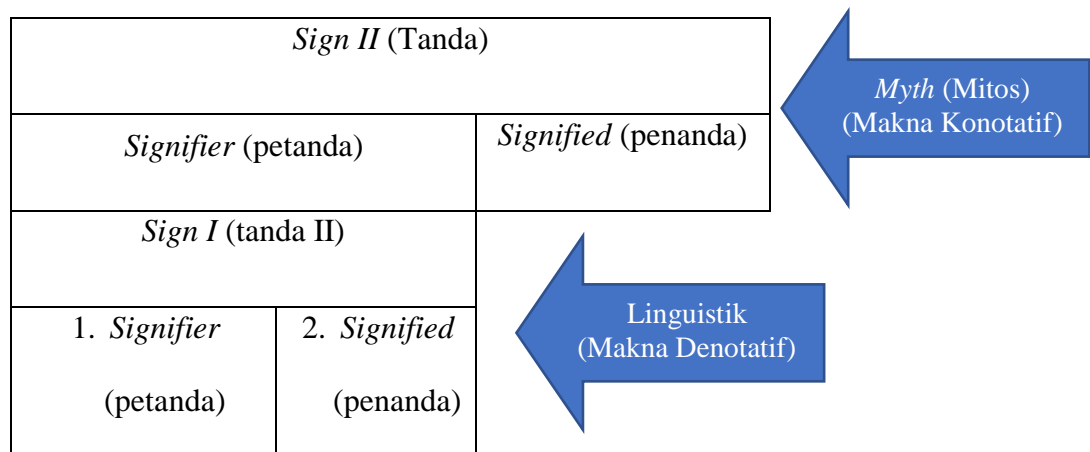 Sign II (Tanda)
Myth (Mitos)
(Makna Konotatif)
Signifier (petanda)
Signified (penanda)
Sign I (tanda II)
Linguistik
(Makna Denotatif)
1. Signifier
(petanda)
2. Signified
(penanda)